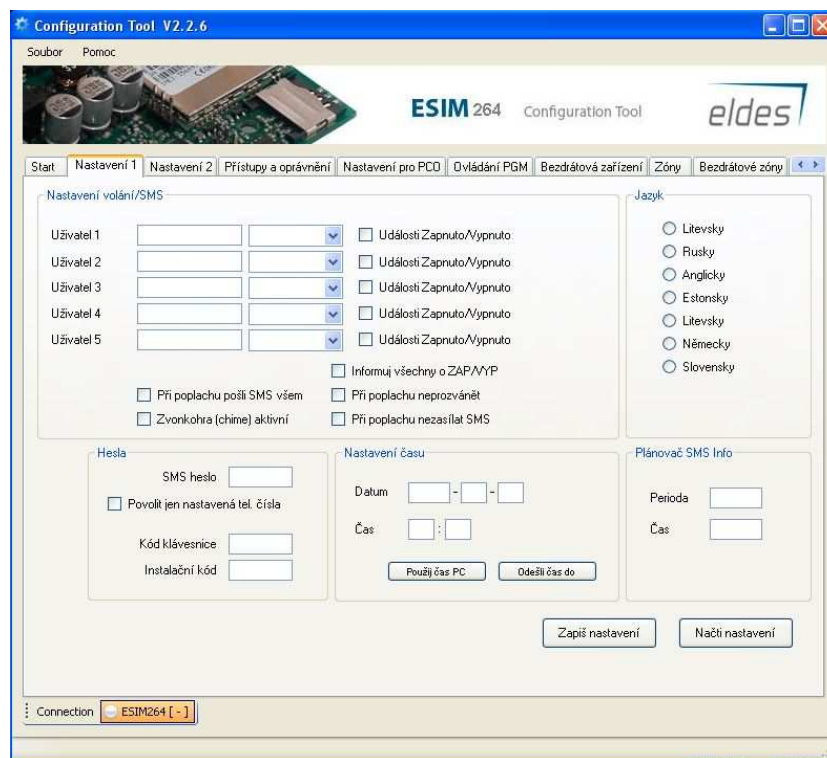 Configuration Tool V2.2.6
Soubor Pomoc
ESIM 264 Configuration Tool eldes
Start Nastavení 1 Nastavení 2 Přístupy a oprávnění Nastavení pro PCO Ovládání PGM Bezdrátová zařízení Zóny Bezdrátové zóny
Nastavení volání/SMS
Uživatel 1 Události Zapnuto/Vypnuto
Uživatel 2 Události Zapnuto/Vypnuto
Uživatel 3 Události Zapnuto/Vypnuto
Uživatel 4 Události Zapnuto/Vypnuto
Uživatel 5 Události Zapnuto/Vypnuto
Informuj všechny o ZAP/VYP
Při poplachu pošli SMS všem Při poplachu neprozvánět
Zvonkohra (chime) aktivní Při poplachu nezasílat SMS
Jazyk
Litevsky
Rusky
Anglicky
Estonsky
Litevsky
Německy
Slovensky
Hesla
SMS heslo
Povolit jen nastavená tel. čísla
Kód klávesnice
Instalační kód
Nastavení času
Datum - -
Čas :
Použij čas PC Odešli čas do
Plánovač SMS Info
Perioda
Čas
Zapiš nastavení Načti nastavení
Connection ESIM264 [ - ]